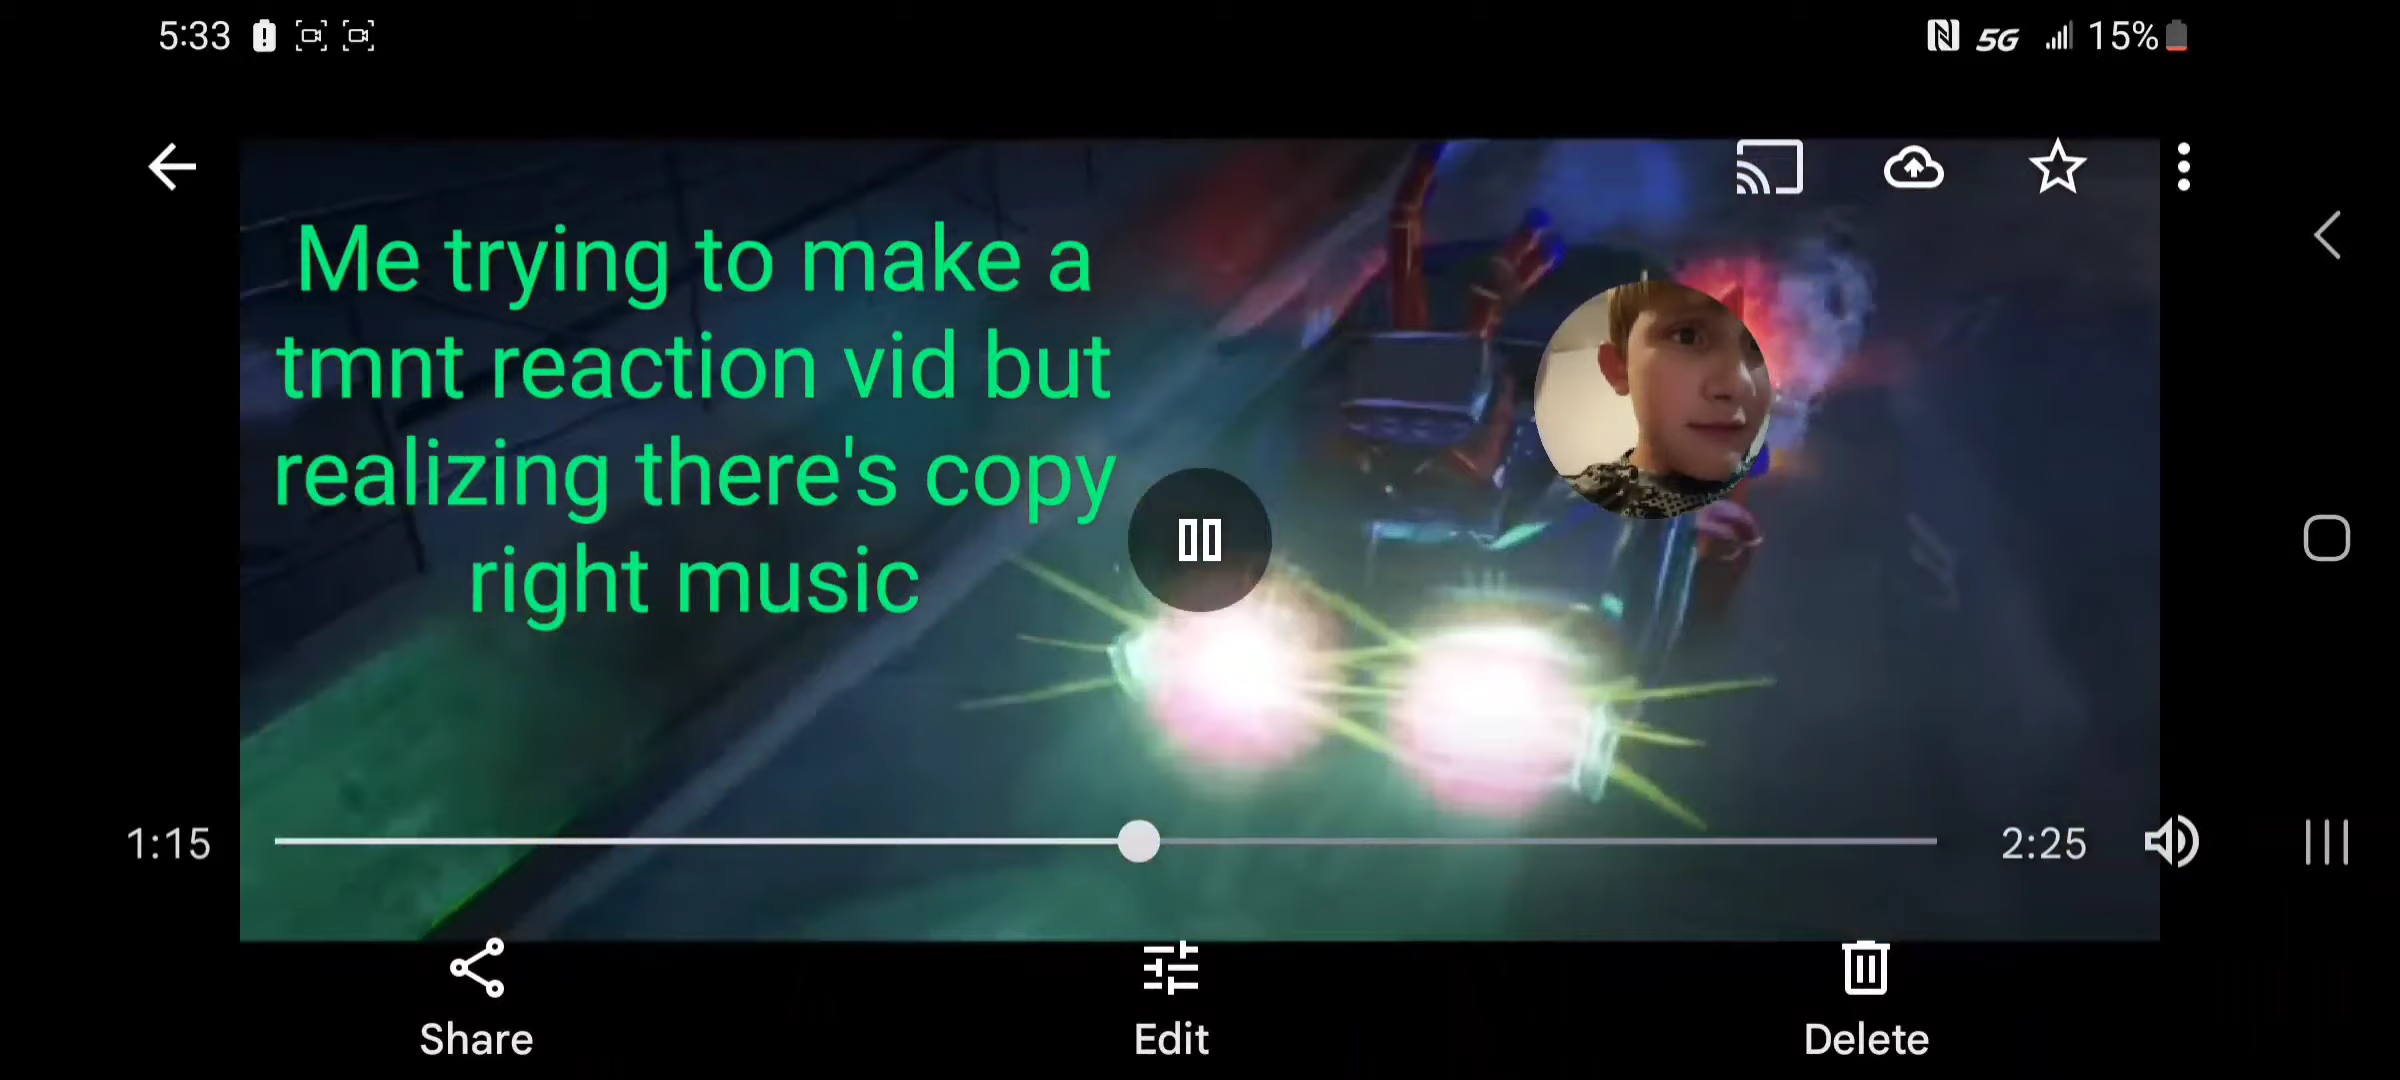 5:33
5G 15%
Me trying to make a
tmnt reaction vid but
realizing there's copy
right music
1:15
2:25
Share
Edit
Delete